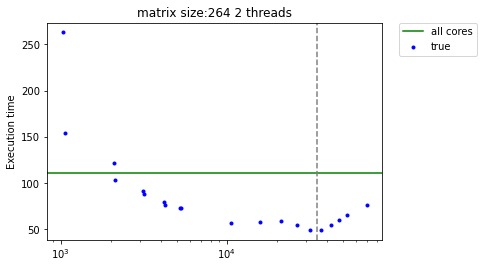 matrix size:264 2 threads
all cores
true
Execution time
250
200
150
100
50
10³
10⁴